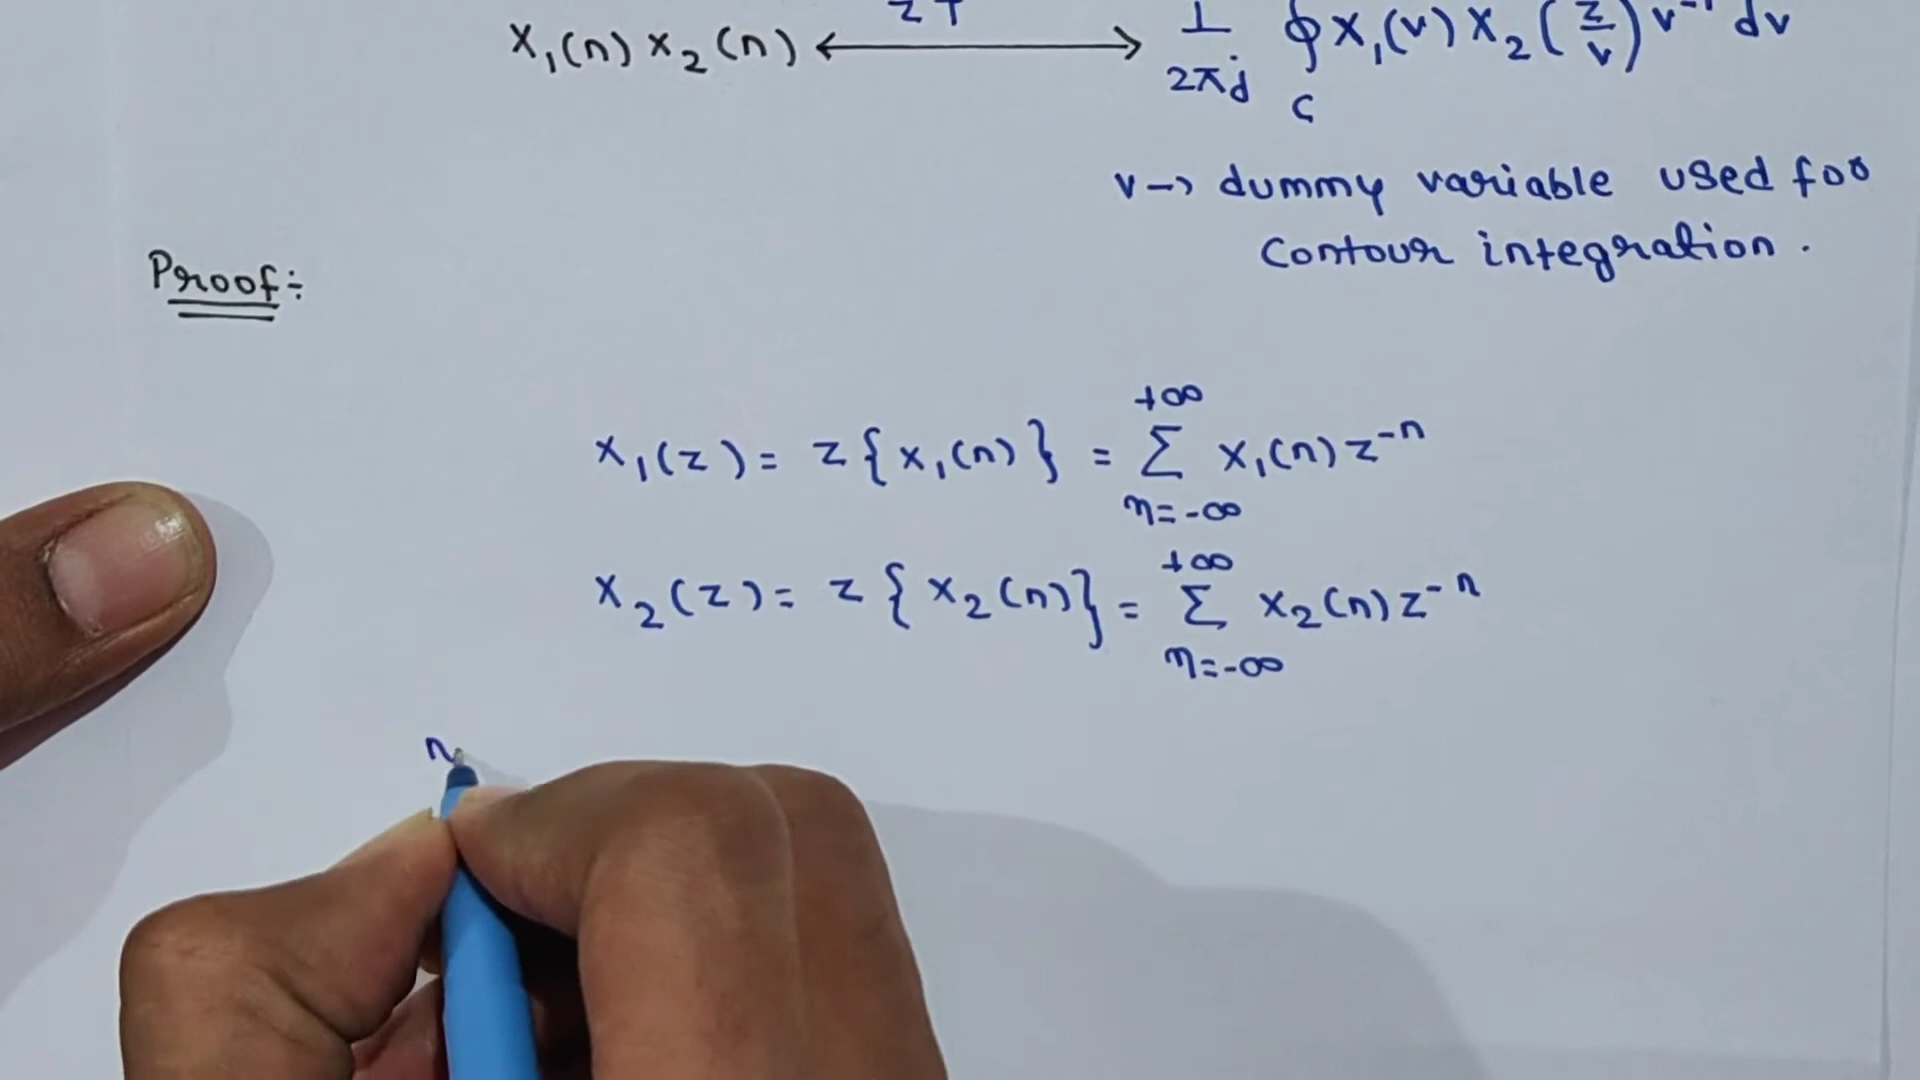 x₁(n) x₂(n) ⟷ ZT 1/2πj ∮c X₁(v) X₂(z/v) v⁻¹ dv
v → dummy variable used for
contour integration.
Proof:
X₁(z) = Z{x₁(n)} = Σ_{n=-∞}^{+∞} x₁(n) z⁻ⁿ
X₂(z) = Z{x₂(n)} = Σ_{n=-∞}^{+∞} x₂(n) z⁻ⁿ